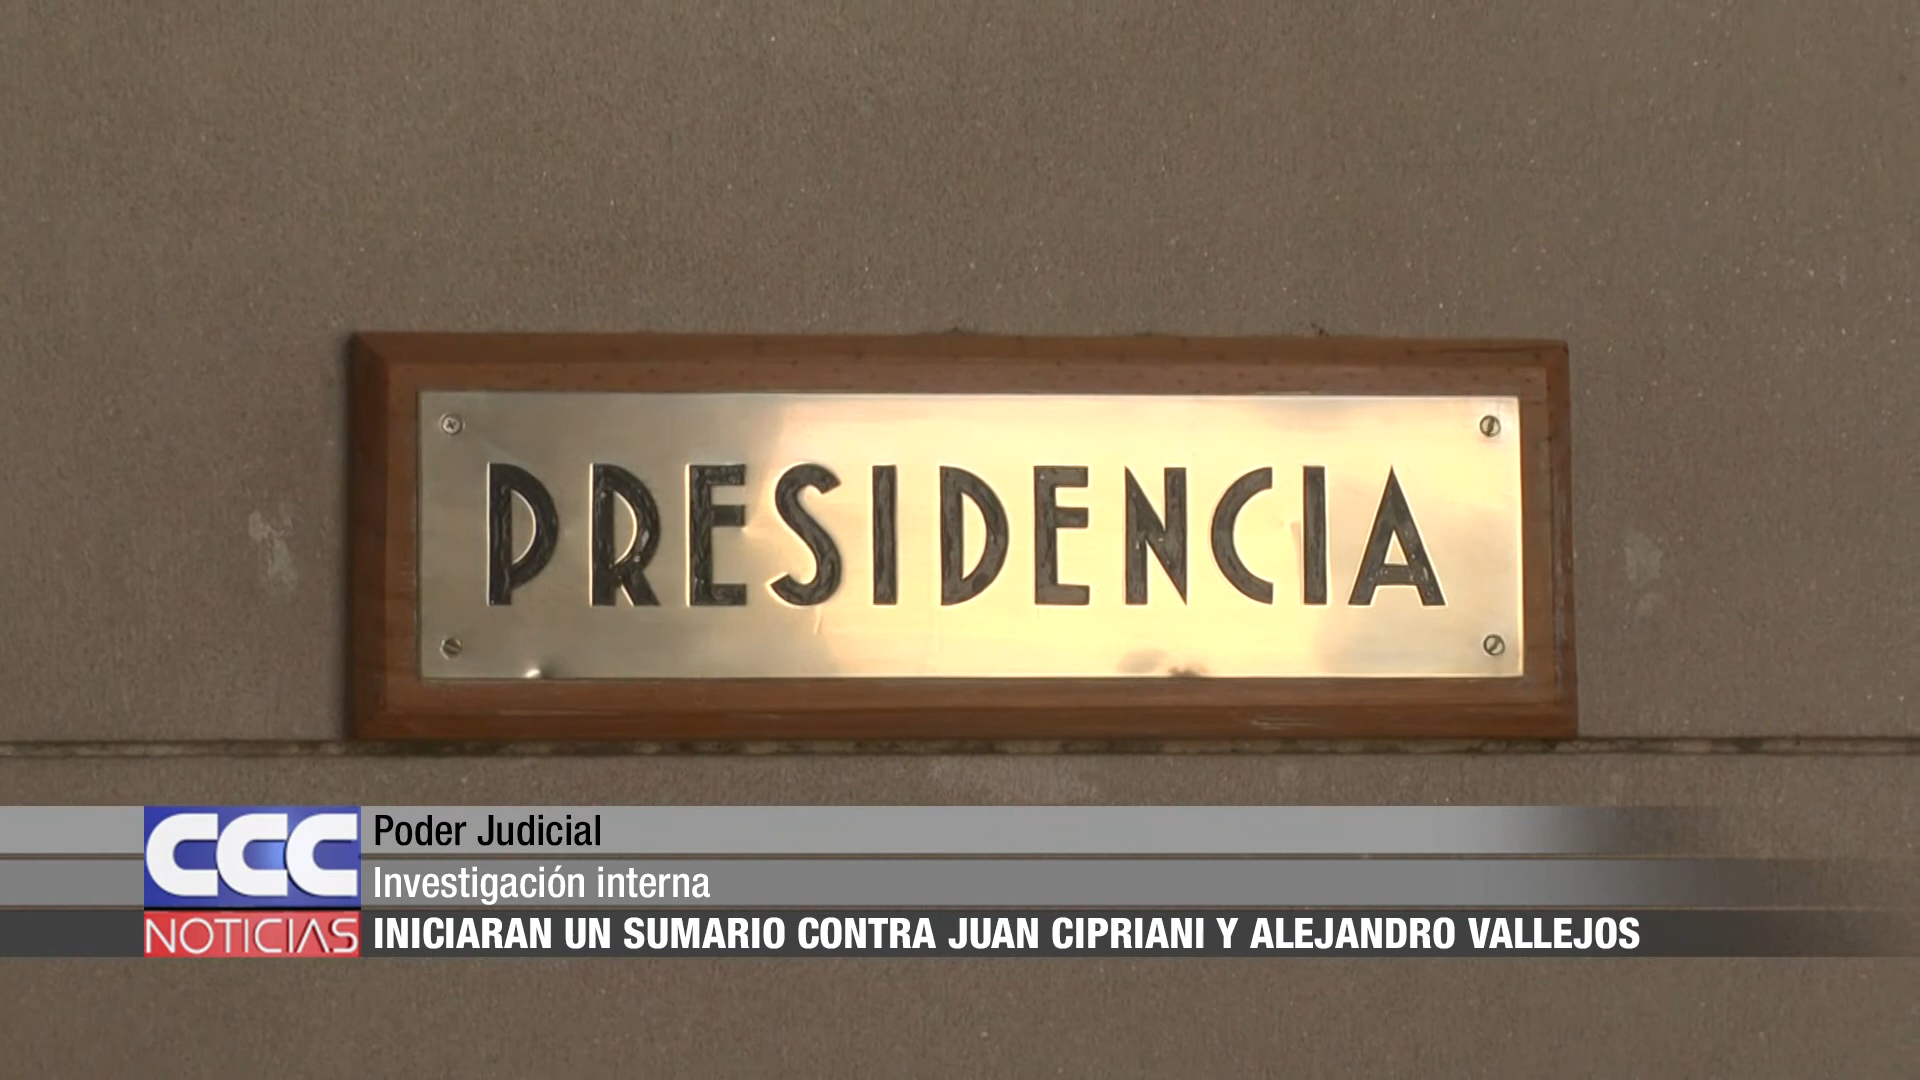 PRESIDENCIA
CCC
Poder Judicial
Investigación interna
NOTICIAS
INICIARAN UN SUMARIO CONTRA JUAN CIPRIANI Y ALEJANDRO VALLEJOS